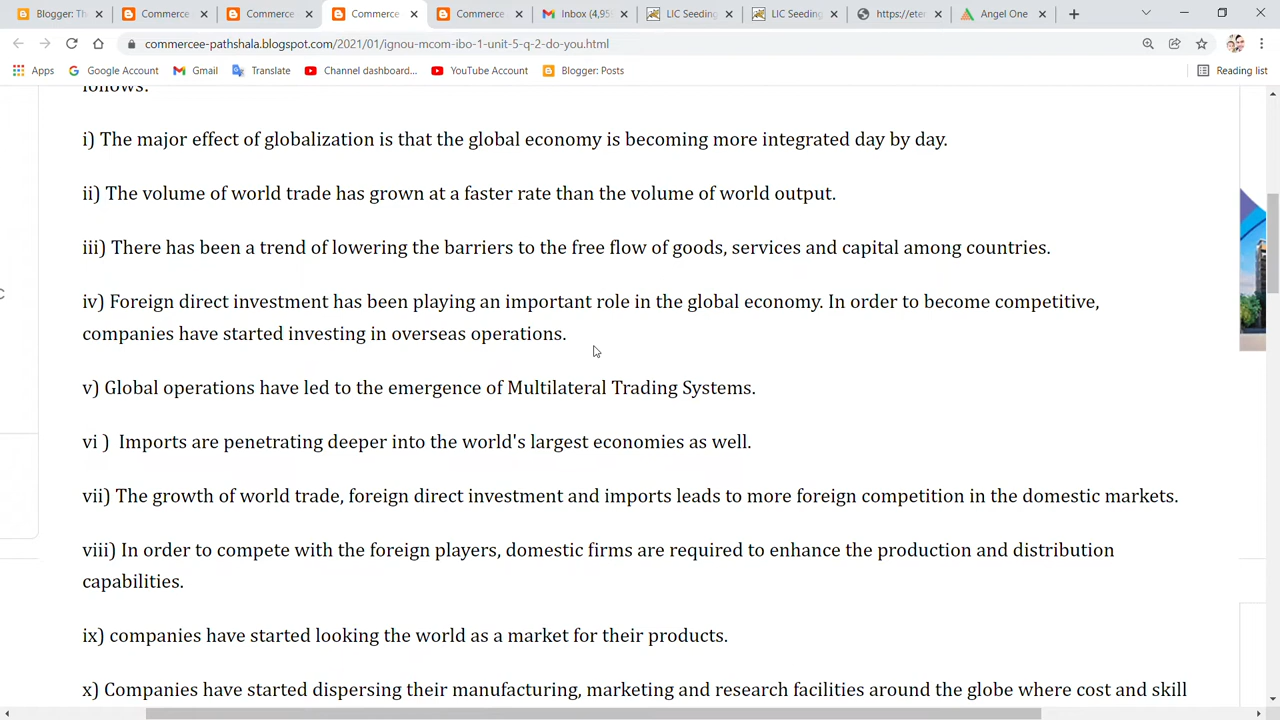 Blogger: Th
Commerce
Commerce
Commerce
Commerce
Inbox (4,95
LIC Seeding
LIC Seeding
https://ete
Angel One
commercee-pathshala.blogspot.com/2021/01/ignou-mcom-ibo-1-unit-5-q-2-do-you.html
Apps
Google Account
Gmail
Translate
Channel dashboard...
YouTube Account
Blogger: Posts
Reading list
follows:
i) The major effect of globalization is that the global economy is becoming more integrated day by day.
ii) The volume of world trade has grown at a faster rate than the volume of world output.
iii) There has been a trend of lowering the barriers to the free flow of goods, services and capital among countries.
iv) Foreign direct investment has been playing an important role in the global economy. In order to become competitive,
companies have started investing in overseas operations.
v) Global operations have led to the emergence of Multilateral Trading Systems.
vi )  Imports are penetrating deeper into the world's largest economies as well.
vii) The growth of world trade, foreign direct investment and imports leads to more foreign competition in the domestic markets.
viii) In order to compete with the foreign players, domestic firms are required to enhance the production and distribution
capabilities.
ix) companies have started looking the world as a market for their products.
x) Companies have started dispersing their manufacturing, marketing and research facilities around the globe where cost and skill